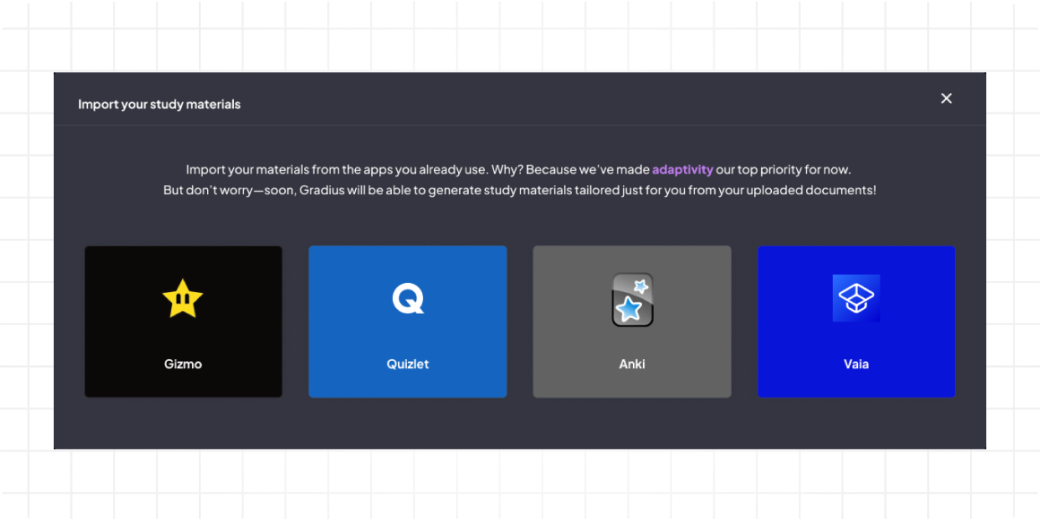 Import your study materials
Import your materials from the apps you already use. Why? Because we've made adaptivity our top priority for now.
But don't worry—soon, Gradius will be able to generate study materials tailored just for you from your uploaded documents!
Gizmo
Quizlet
Anki
Vaia